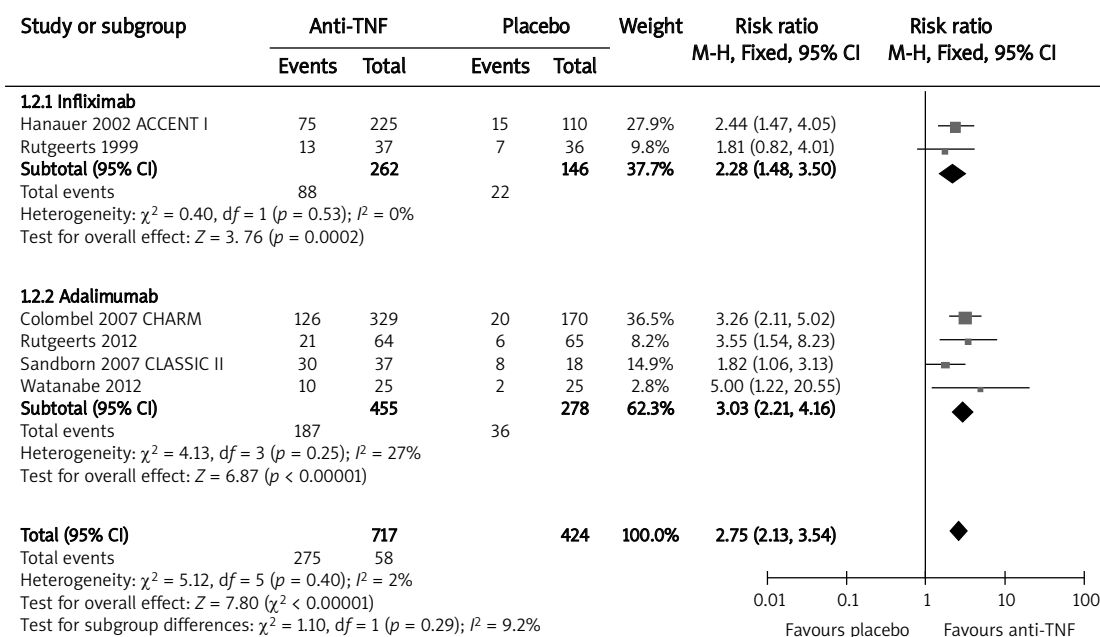 Study or subgroup Anti-TNF Placebo Weight Risk ratio Risk ratio
M-H, Fixed, 95% CI M-H, Fixed, 95% CI
Events Total Events Total
1.2.1 Infliximab
Hanauer 2002 ACCENT I 75 225 15 110 27.9% 2.44 (1.47, 4.05)
Rutgeerts 1999 13 37 7 36 9.8% 1.81 (0.82, 4.01)
Subtotal (95% CI) 262 146 37.7% 2.28 (1.48, 3.50)
Total events 88 22
Heterogeneity: χ² = 0.40, df = 1 (p = 0.53); I² = 0%
Test for overall effect: Z = 3. 76 (p = 0.0002)
1.2.2 Adalimumab
Colombel 2007 CHARM 126 329 20 170 36.5% 3.26 (2.11, 5.02)
Rutgeerts 2012 21 64 6 65 8.2% 3.55 (1.54, 8.23)
Sandborn 2007 CLASSIC II 30 37 8 18 14.9% 1.82 (1.06, 3.13)
Watanabe 2012 10 25 2 25 2.8% 5.00 (1.22, 20.55)
Subtotal (95% CI) 455 278 62.3% 3.03 (2.21, 4.16)
Total events 187 36
Heterogeneity: χ² = 4.13, df = 3 (p = 0.25); I² = 27%
Test for overall effect: Z = 6.87 (p < 0.00001)
Total (95% CI) 717 424 100.0% 2.75 (2.13, 3.54)
Total events 275 58
Heterogeneity: χ² = 5.12, df = 5 (p = 0.40); I² = 2%
Test for overall effect: Z = 7.80 (χ² < 0.00001)
Test for subgroup differences: χ² = 1.10, df = 1 (p = 0.29); I² = 9.2%
0.01 0.1 1 10 100
Favours placebo Favours anti-TNF